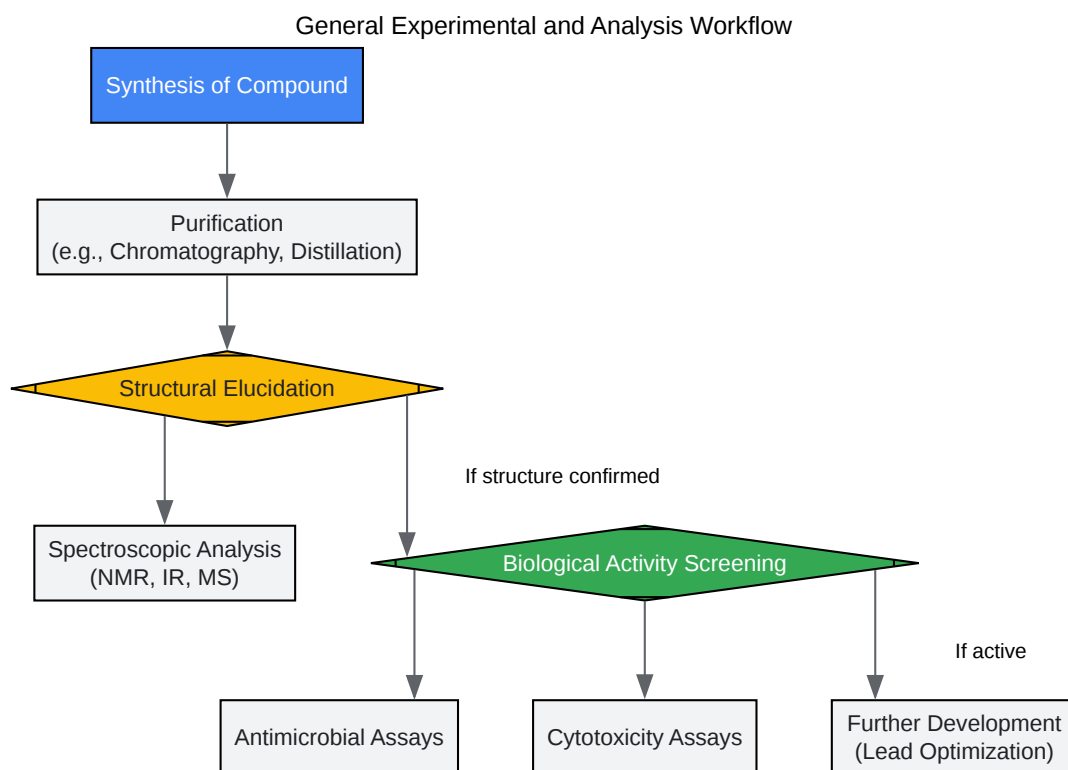 General Experimental and Analysis Workflow
Synthesis of Compound
Purification
(e.g., Chromatography, Distillation)
Structural Elucidation
If structure confirmed
Spectroscopic Analysis
(NMR, IR, MS)
Biological Activity Screening
If active
Antimicrobial Assays
Cytotoxicity Assays
Further Development
(Lead Optimization)